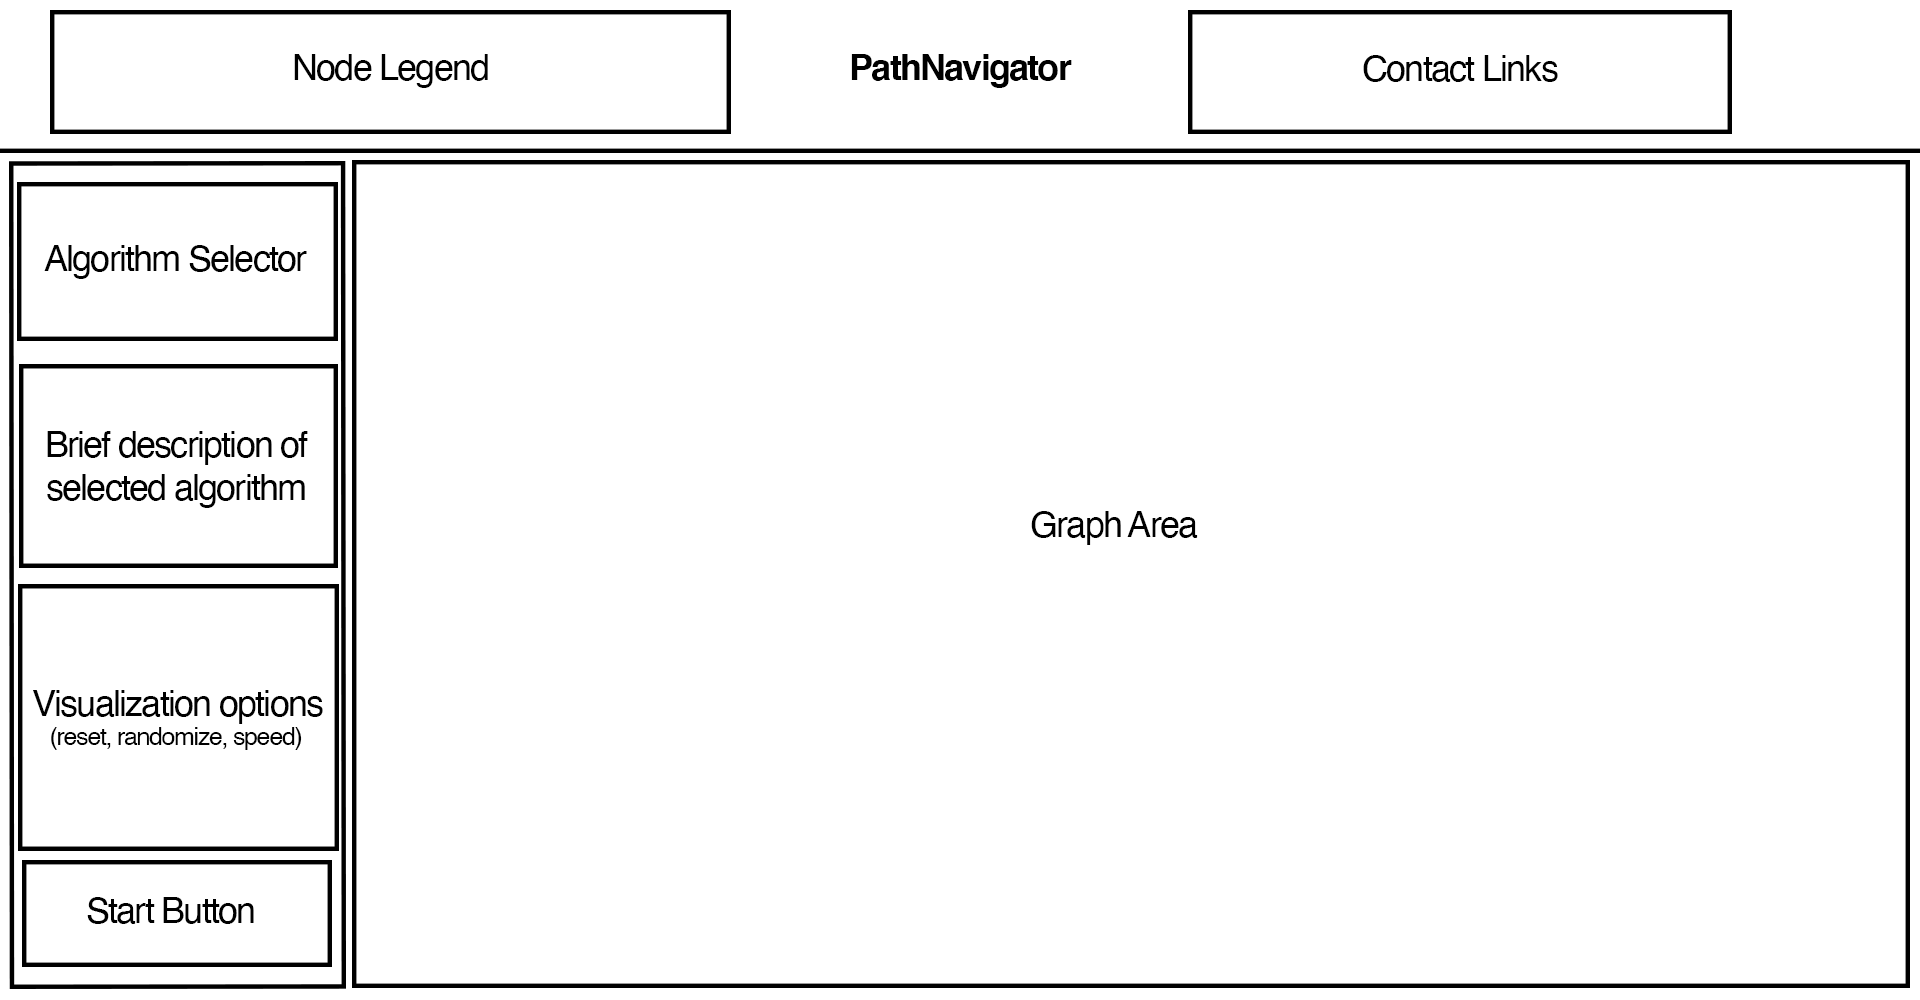 Node Legend
PathNavigator
Contact Links
Algorithm Selector
Brief description of
selected algorithm
Visualization options
(reset, randomize, speed)
Start Button
Graph Area